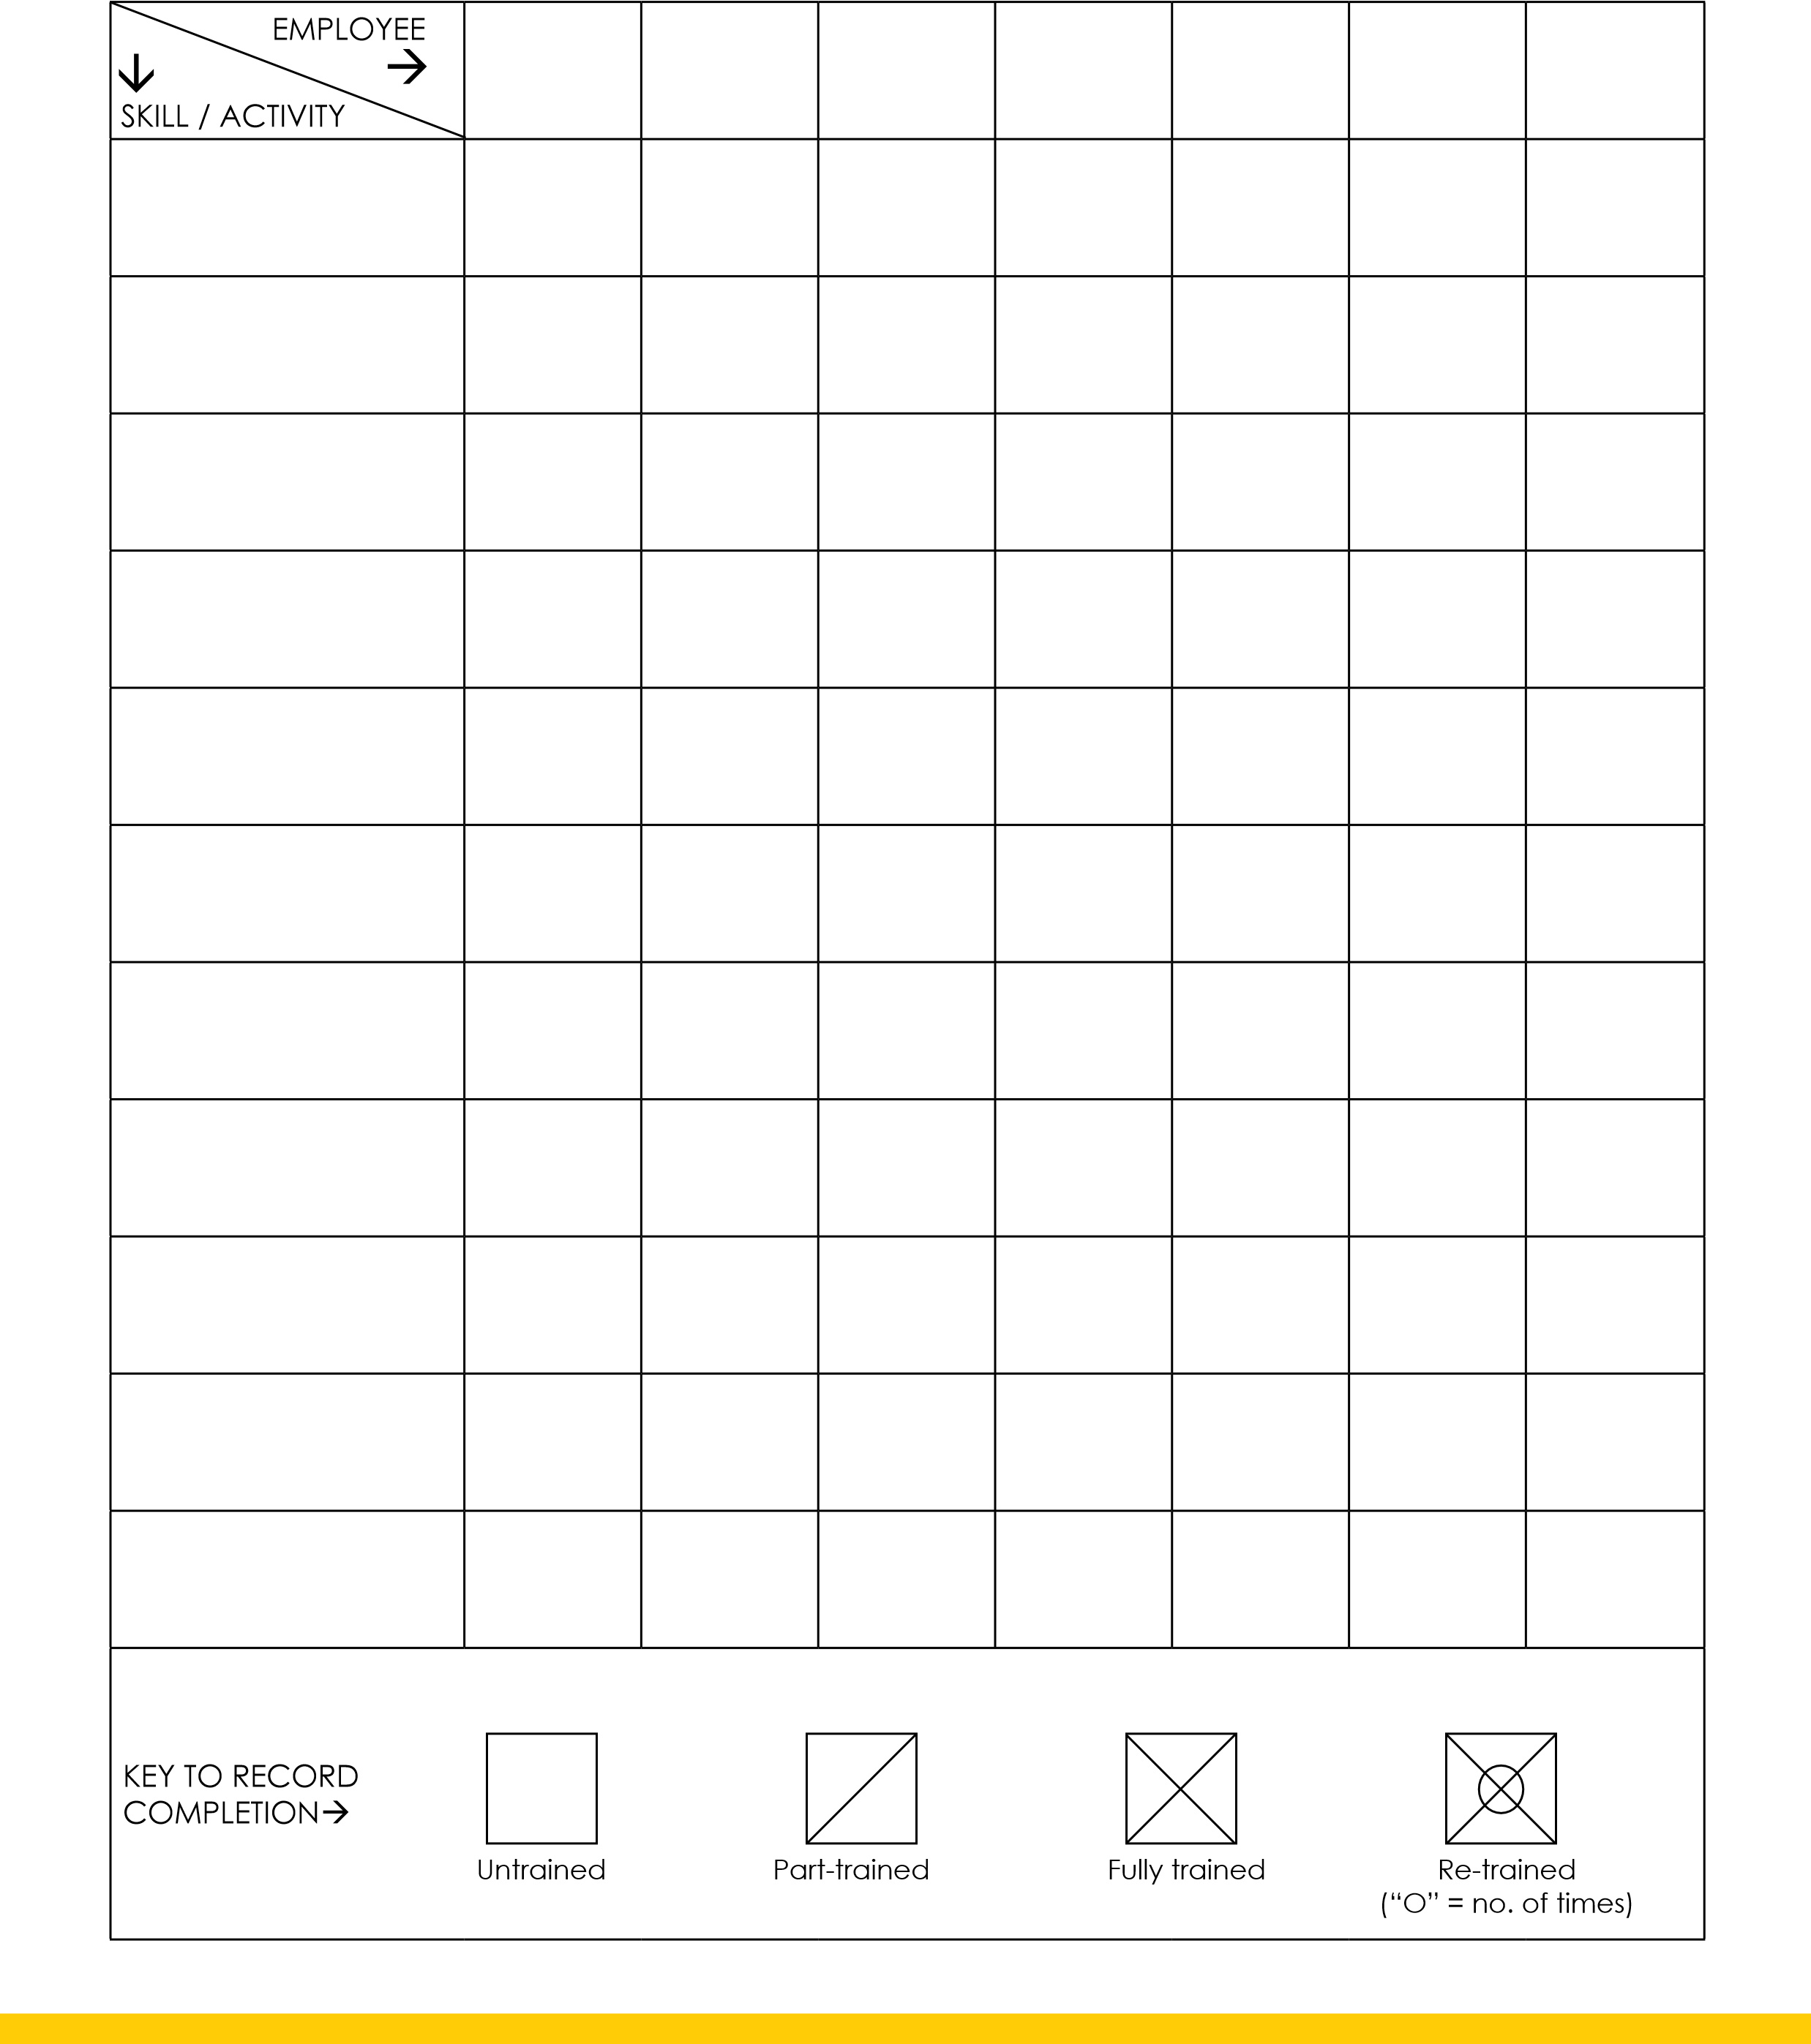 EMPLOYEE
→
↓
SKILL / ACTIVITY
KEY TO RECORD
COMPLETION→
Untrained
Part-trained
Fully trained
Re-trained
(“O” = no. of times)